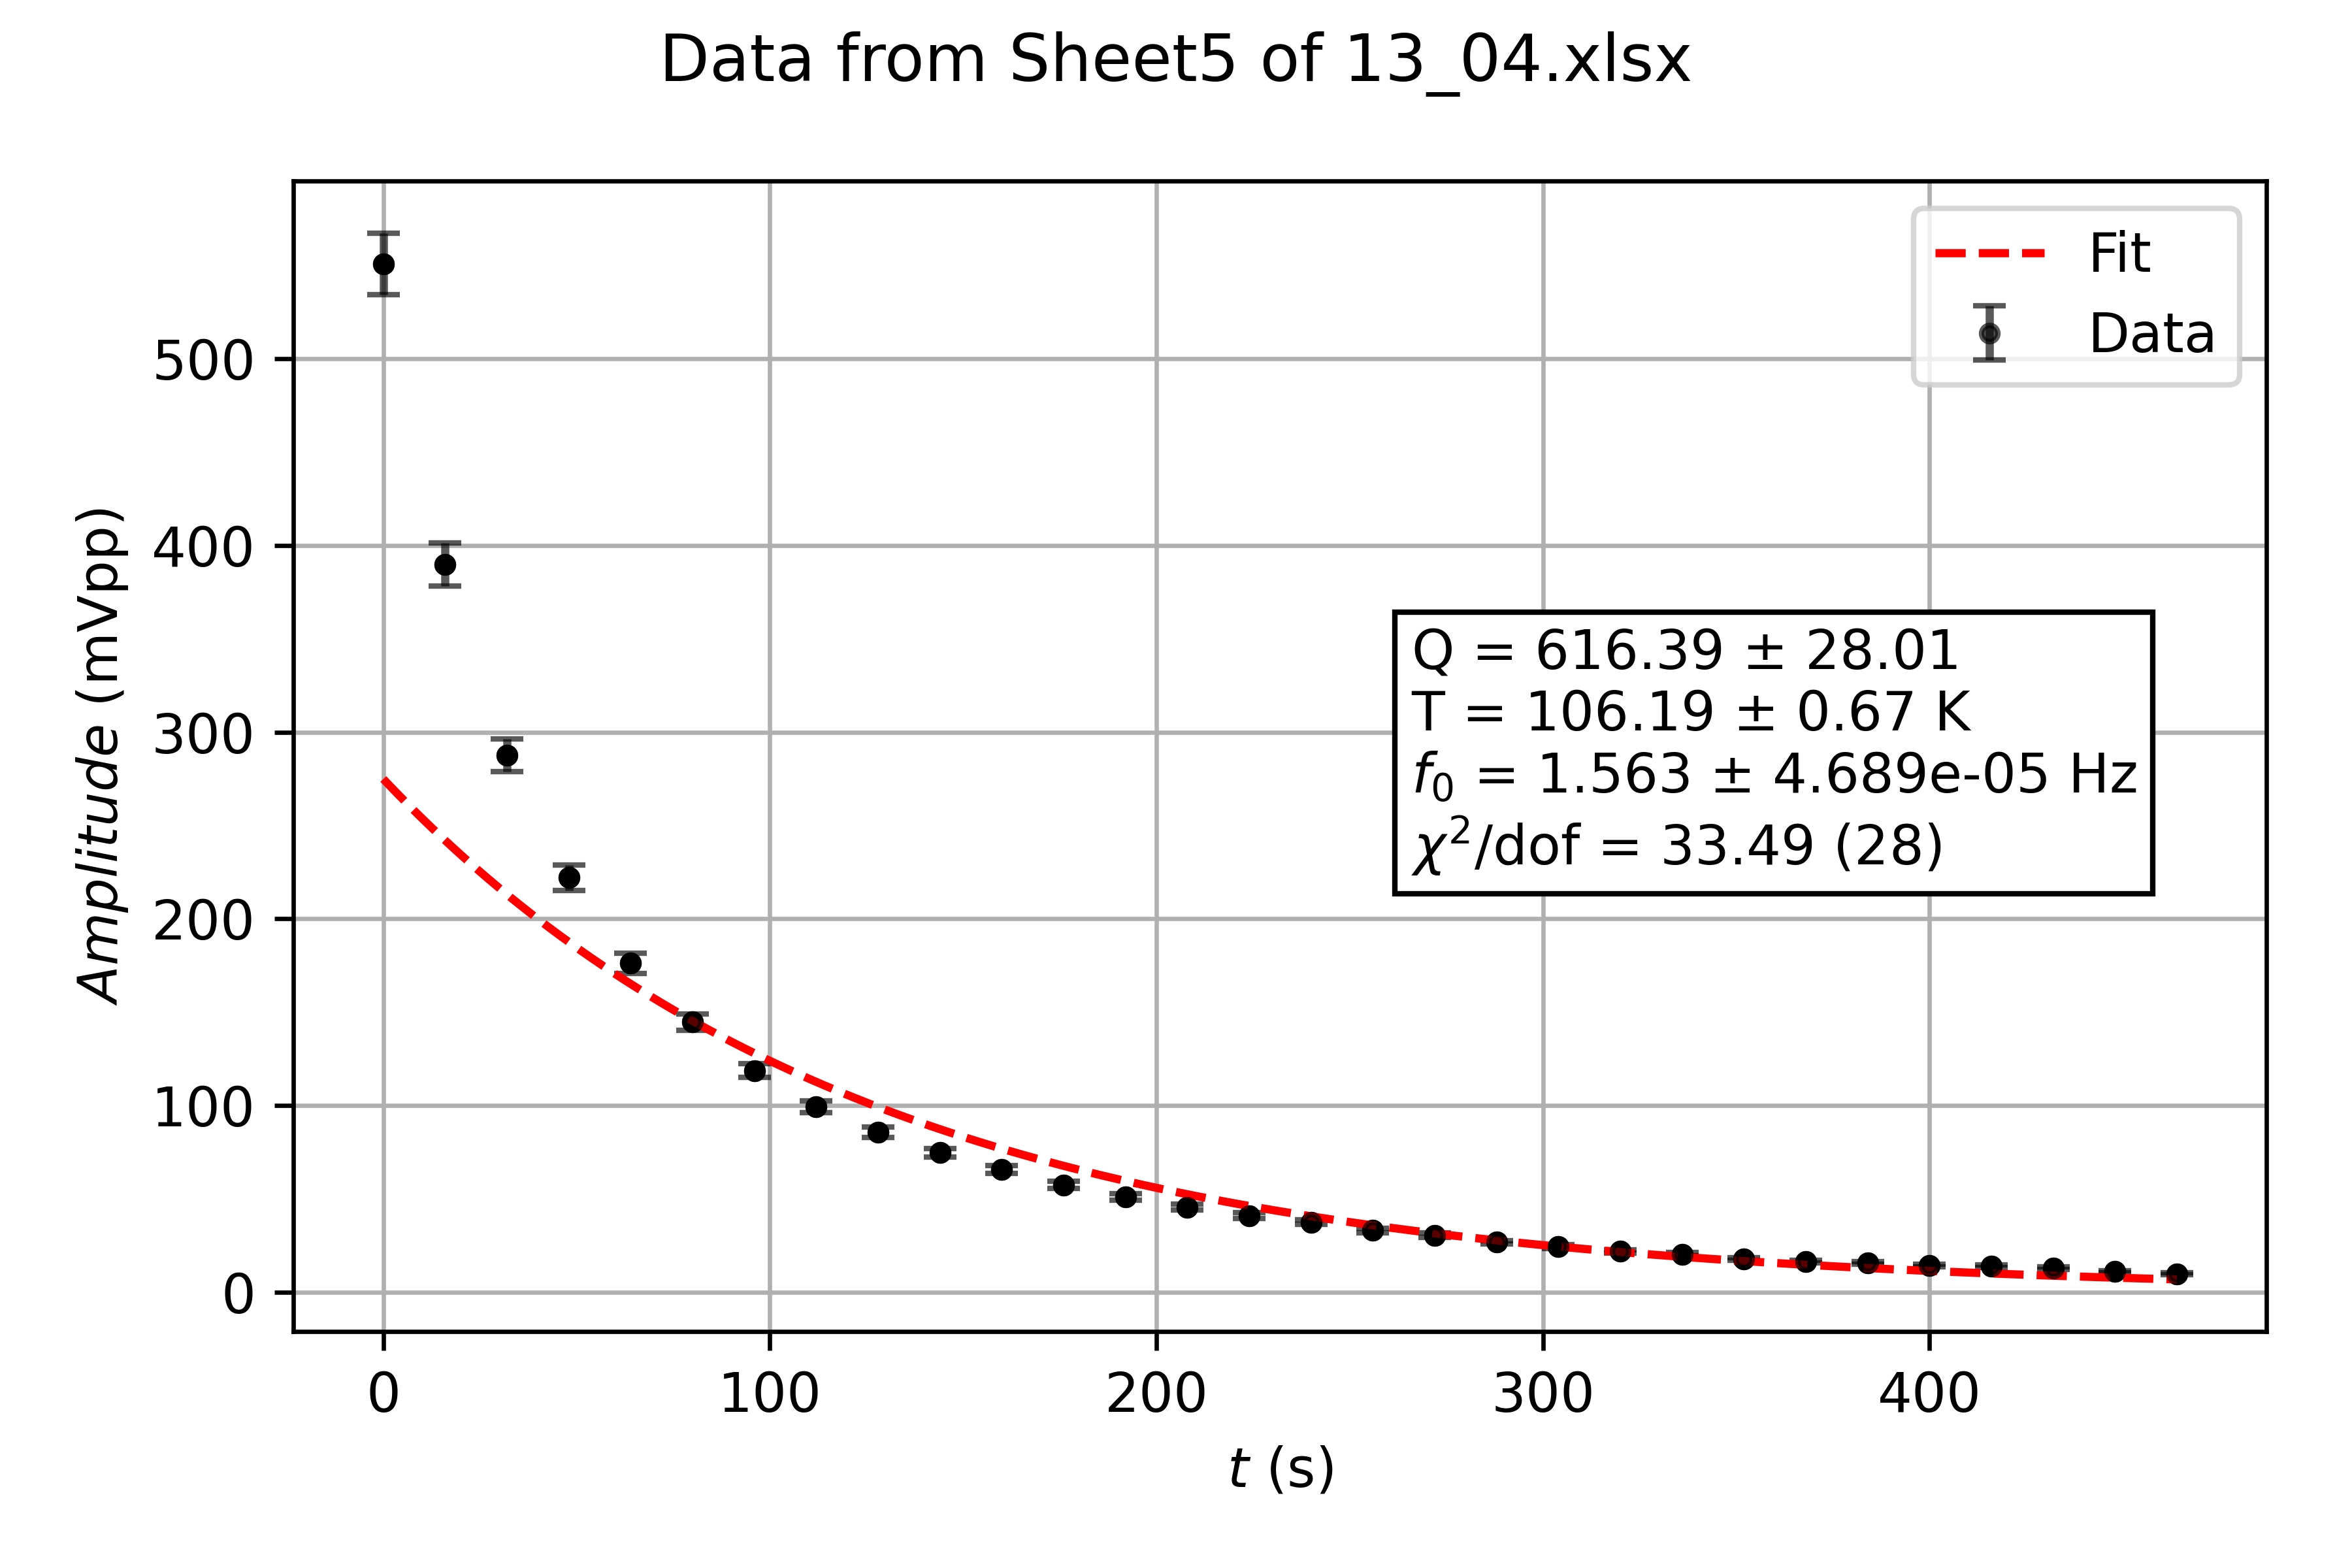 Data from Sheet5 of 13_04.xlsx
Fit
Data
Q = 616.39 ± 28.01
T = 106.19 ± 0.67 K
f₀ = 1.563 ± 4.689e-05 Hz
χ²/dof = 33.49 (28)
Amplitude (mVpp)
500
400
300
200
100
0
0 100 200 300 400
t (s)